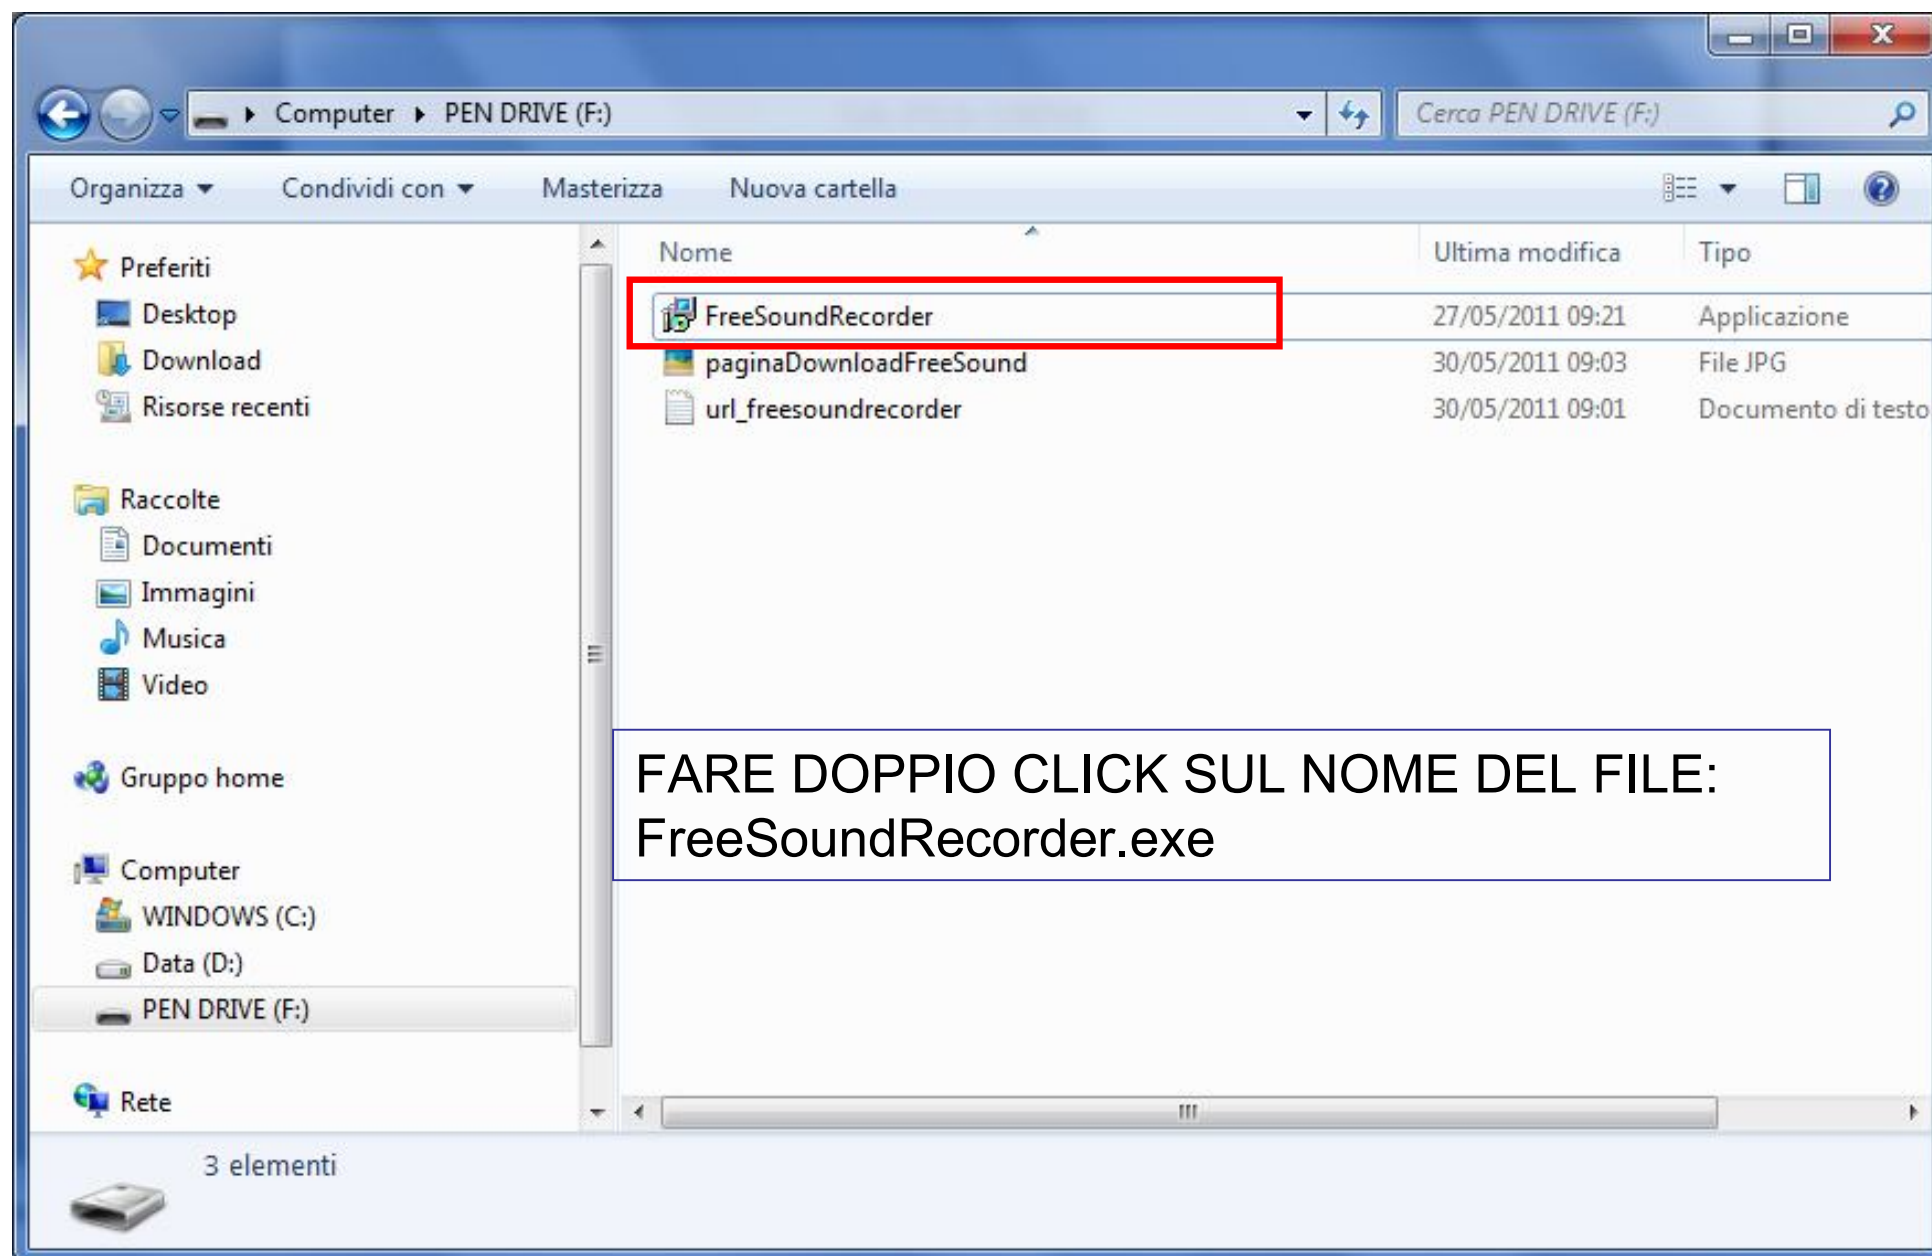 Computer ▸ PEN DRIVE (F:)
Cerca PEN DRIVE (F:)
Organizza
Condividi con
Masterizza
Nuova cartella
Preferiti
Desktop
Download
Risorse recenti
Raccolte
Documenti
Immagini
Musica
Video
Gruppo home
Computer
WINDOWS (C:)
Data (D:)
PEN DRIVE (F:)
Rete
Nome Ultima modifica Tipo
FreeSoundRecorder 27/05/2011 09:21 Applicazione
paginaDownloadFreeSound 30/05/2011 09:03 File JPG
url_freesoundrecorder 30/05/2011 09:01 Documento di testo
FARE DOPPIO CLICK SUL NOME DEL FILE:
FreeSoundRecorder.exe
3 elementi